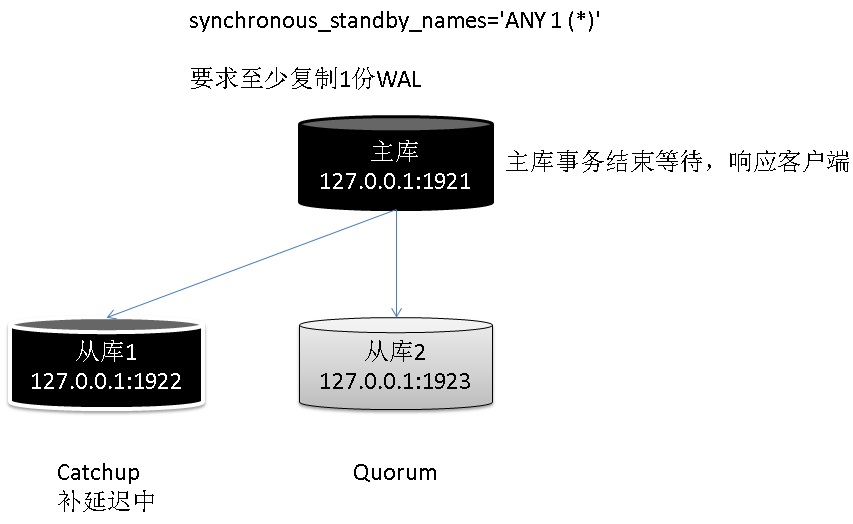 synchronous_standby_names='ANY 1 (*)'
要求至少复制1份WAL
主库
127.0.0.1:1921
主库事务结束等待，响应客户端
从库1
127.0.0.1:1922
从库2
127.0.0.1:1923
Catchup
补延迟中
Quorum